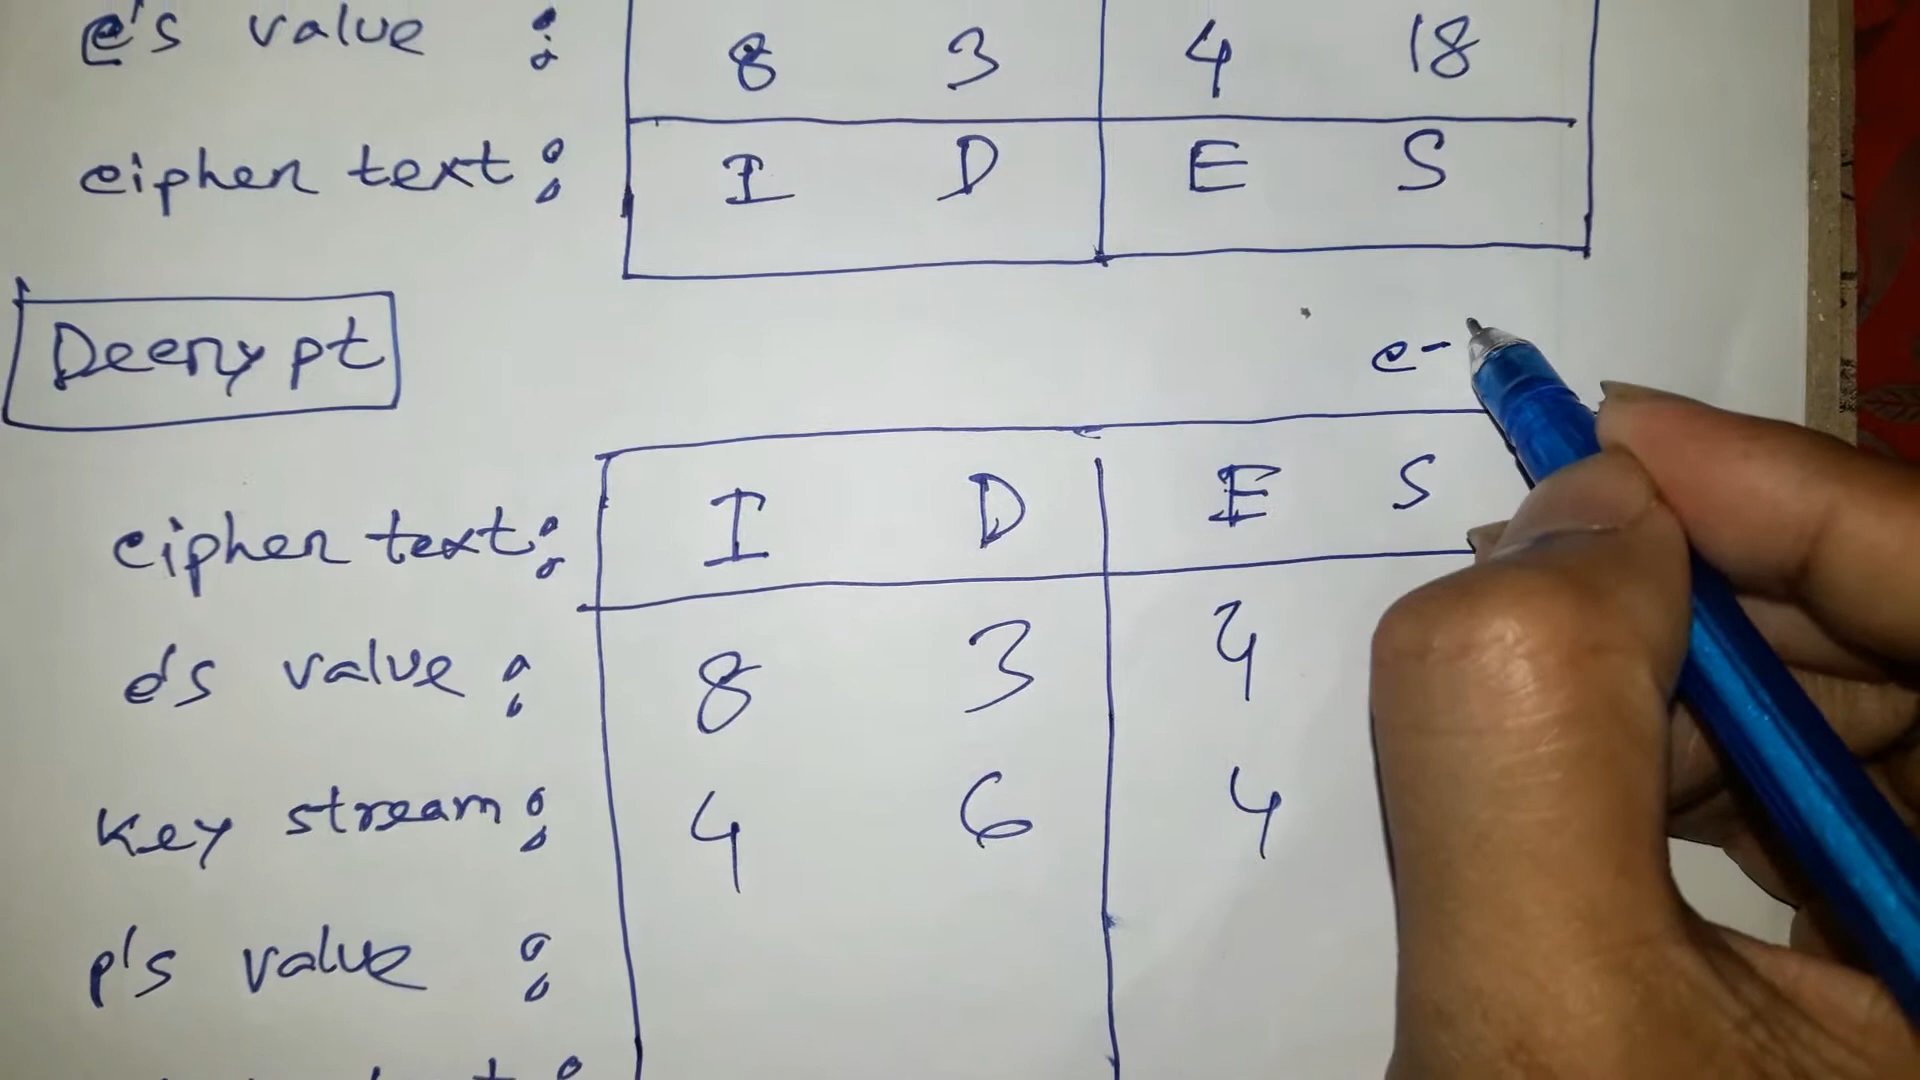 c's value : 8 3 4 18
cipher text : I D E S
Decrypt
c-
cipher text : I D E S
c's value : 8 3 4
Key stream : 4 6 4
p's value :